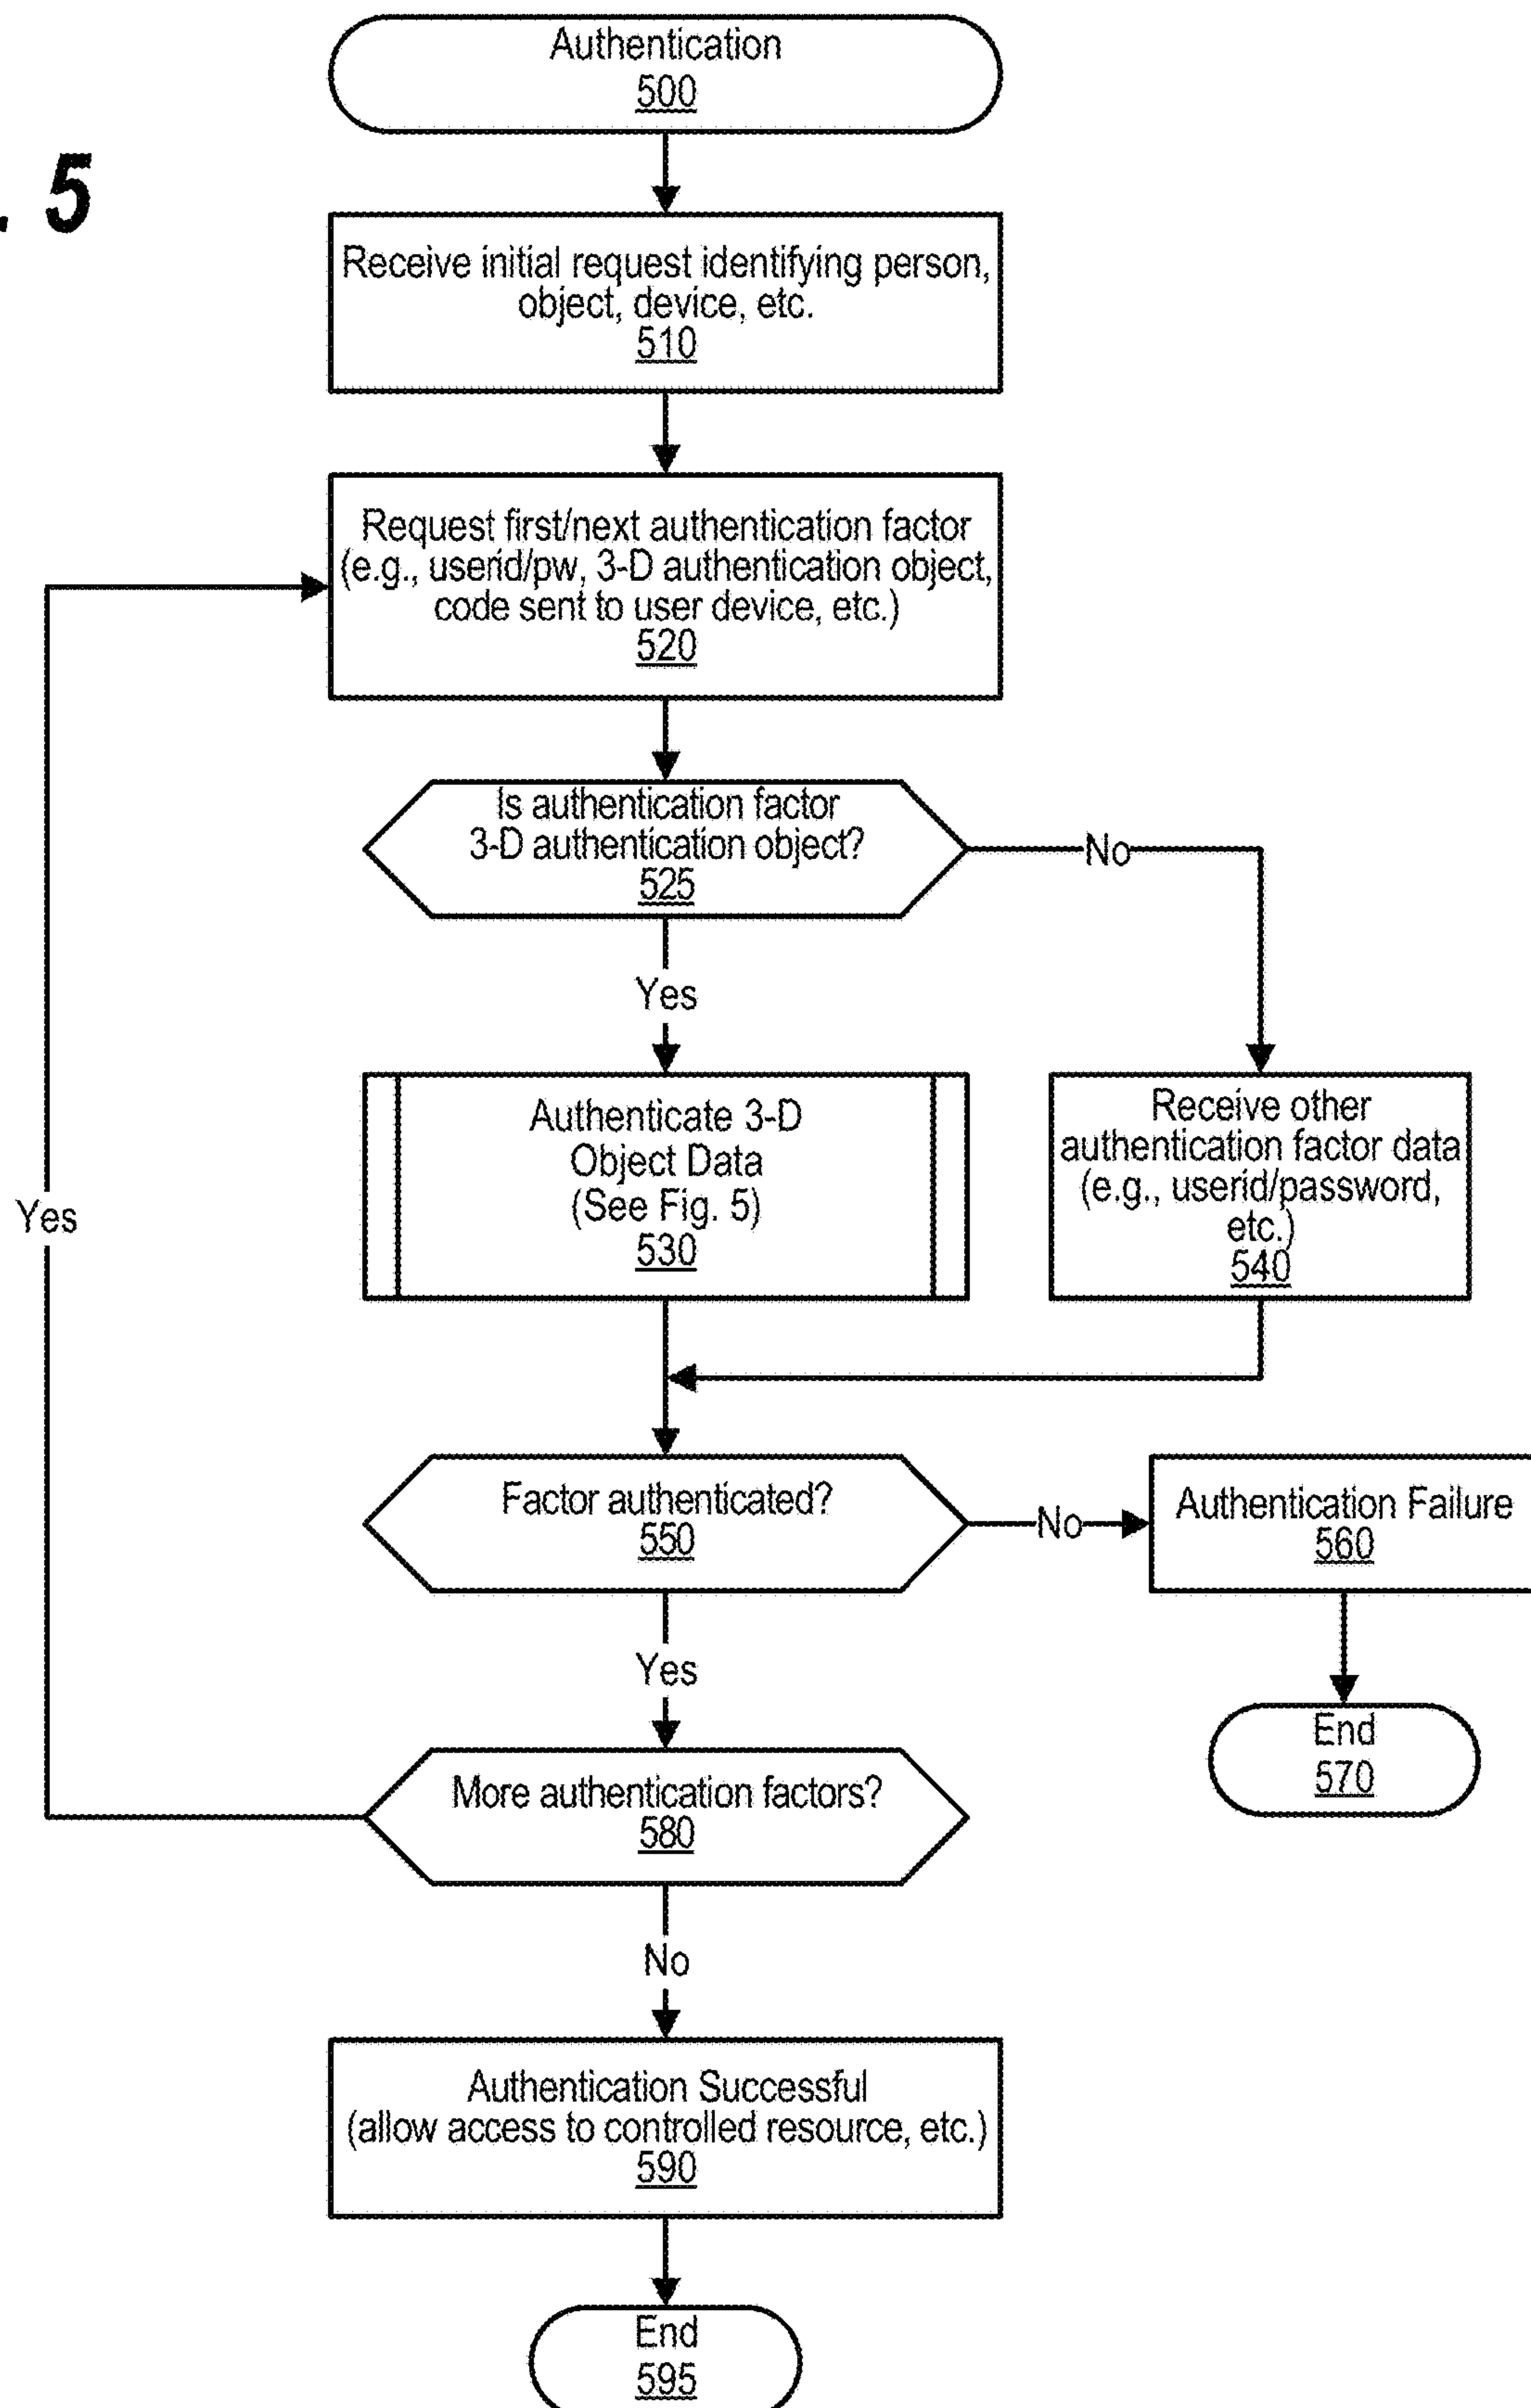 Authentication
500
. 5
Receive initial request identifying person,
object, device, etc.
510
Request first/next authentication factor
(e.g., userid/pw, 3-D authentication object,
code sent to user device, etc.)
520
Is authentication factor
3-D authentication object?
525
No
Yes
Authenticate 3-D
Object Data
(See Fig. 5)
530
Receive other
authentication factor data
(e.g., userid/password,
etc.)
540
Yes
Factor authenticated?
550
No
Authentication Failure
560
Yes
End
570
More authentication factors?
580
No
Authentication Successful
(allow access to controlled resource, etc.)
590
End
595